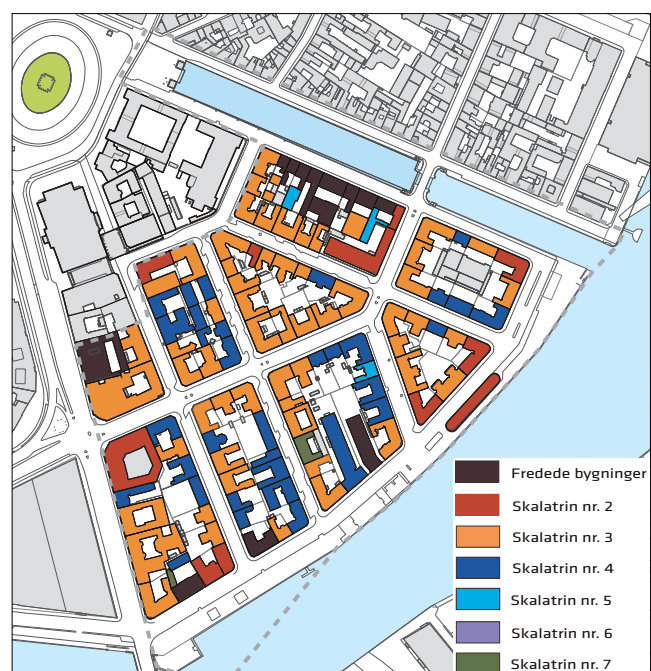 Fredede bygninger
Skalatrin nr. 2
Skalatrin nr. 3
Skalatrin nr. 4
Skalatrin nr. 5
Skalatrin nr. 6
Skalatrin nr. 7